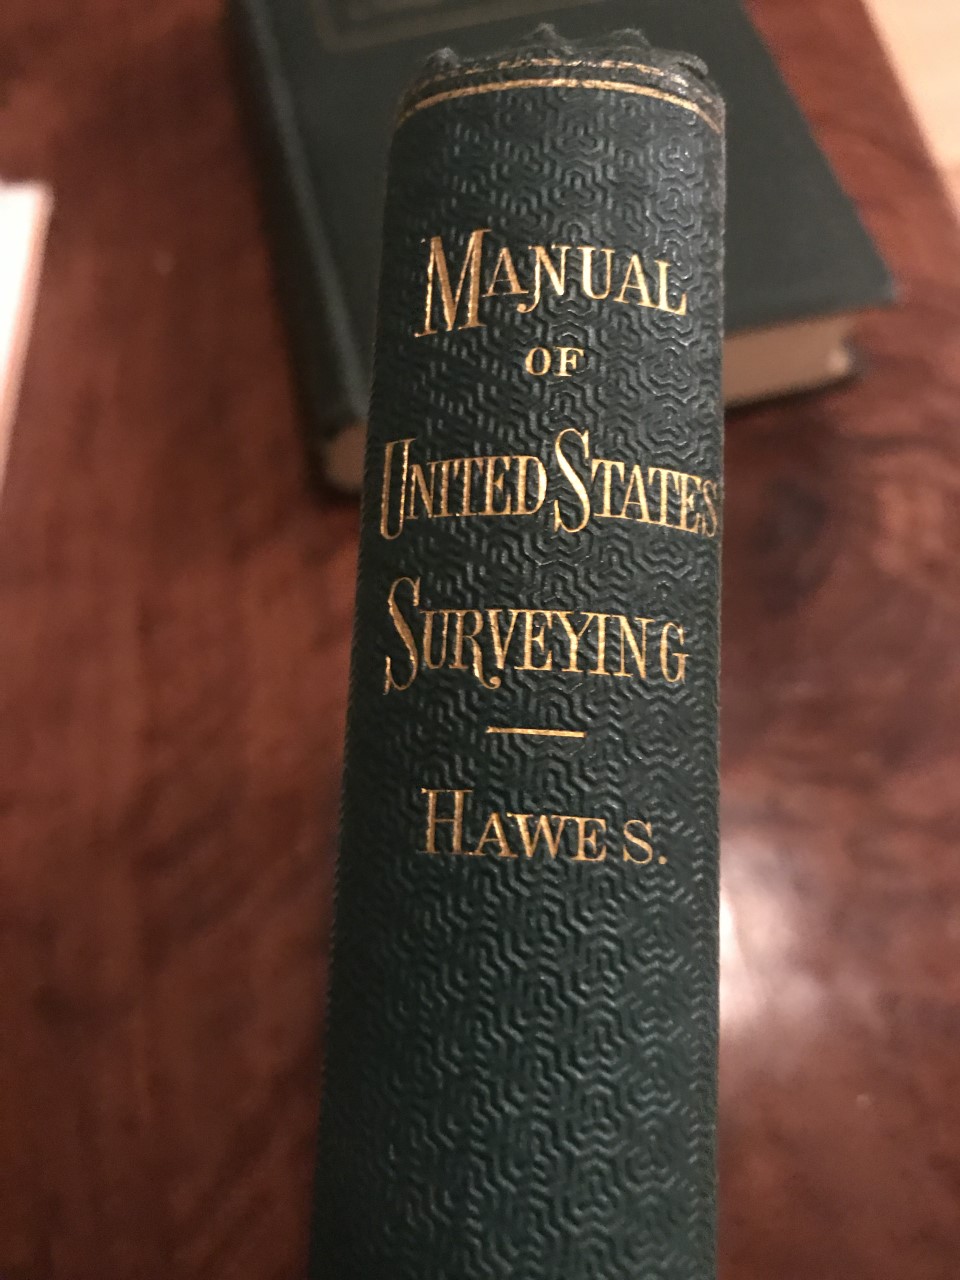 MANUAL
OF
UNITED STATES
SURVEYING
HAWES.